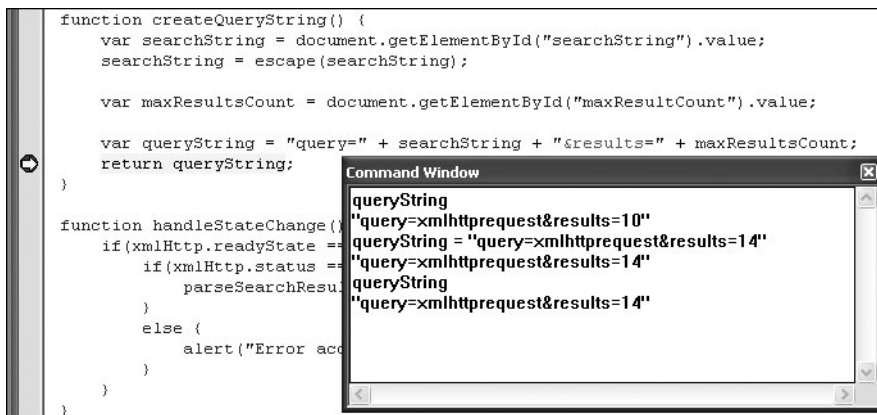 function createQueryString() {
var searchString = document.getElementById("searchString").value;
searchString = escape(searchString);
var maxResultsCount = document.getElementById("maxResultCount").value;
var queryString = "query=" + searchString + "&results=" + maxResultsCount;
return queryString;
}
function handleStateChange()
if(xmlHttp.readyState ==
if(xmlHttp.status ==
parseSearchResul
}
else {
alert("Error acc
}
}
}
Command Window
queryString
"query=xmlhttprequest&results=10"
queryString = "query=xmlhttprequest&results=14"
"query=xmlhttprequest&results=14"
queryString
"query=xmlhttprequest&results=14"